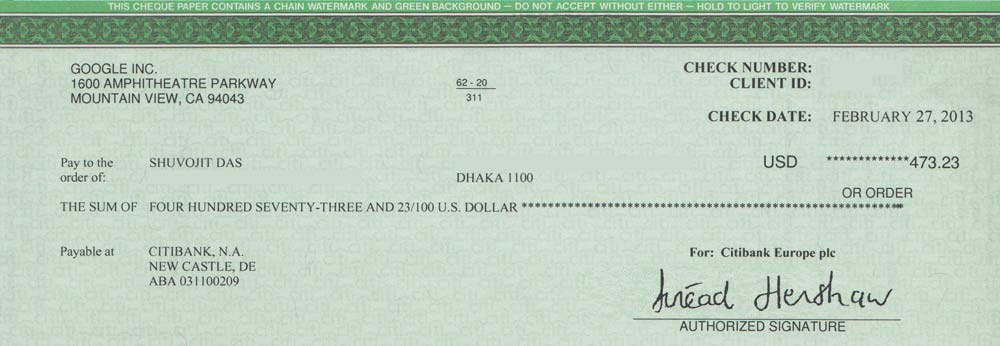 THIS CHEQUE PAPER CONTAINS A CHAIN WATERMARK AND GREEN BACKGROUND — DO NOT ACCEPT WITHOUT EITHER — HOLD TO LIGHT TO VERIFY WATERMARK
GOOGLE INC.
1600 AMPHITHEATRE PARKWAY
MOUNTAIN VIEW, CA 94043
62 - 20
311
CHECK NUMBER:
CLIENT ID:
CHECK DATE: FEBRUARY 27, 2013
Pay to the order of: SHUVOJIT DAS
DHAKA 1100
USD *************473.23
OR ORDER
THE SUM OF FOUR HUNDRED SEVENTY-THREE AND 23/100 U.S. DOLLAR ************************************************************
Payable at CITIBANK, N.A.
NEW CASTLE, DE
ABA 031100209
For: Citibank Europe plc
Henshaw
AUTHORIZED SIGNATURE